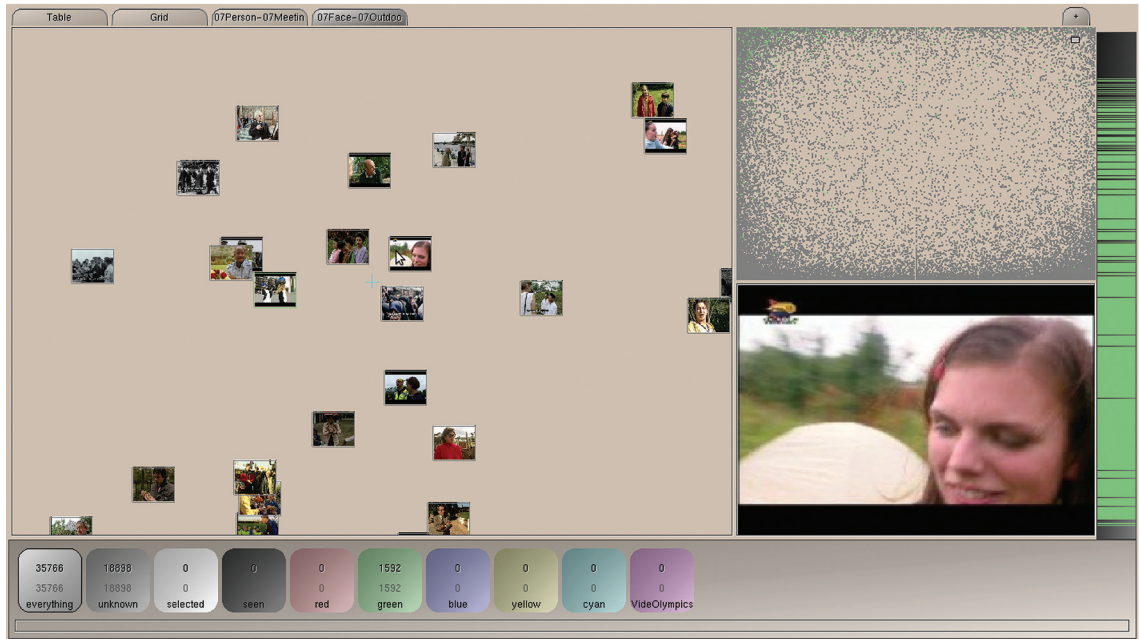 Table
Grid
07Person-07Meetin
07Face-07Outdoo
+
35766
35766
everything
18898
18898
unknown
0
0
selected
0
0
seen
0
0
red
1592
1592
green
0
0
blue
0
0
yellow
0
0
cyan
0
0
VideOlympics